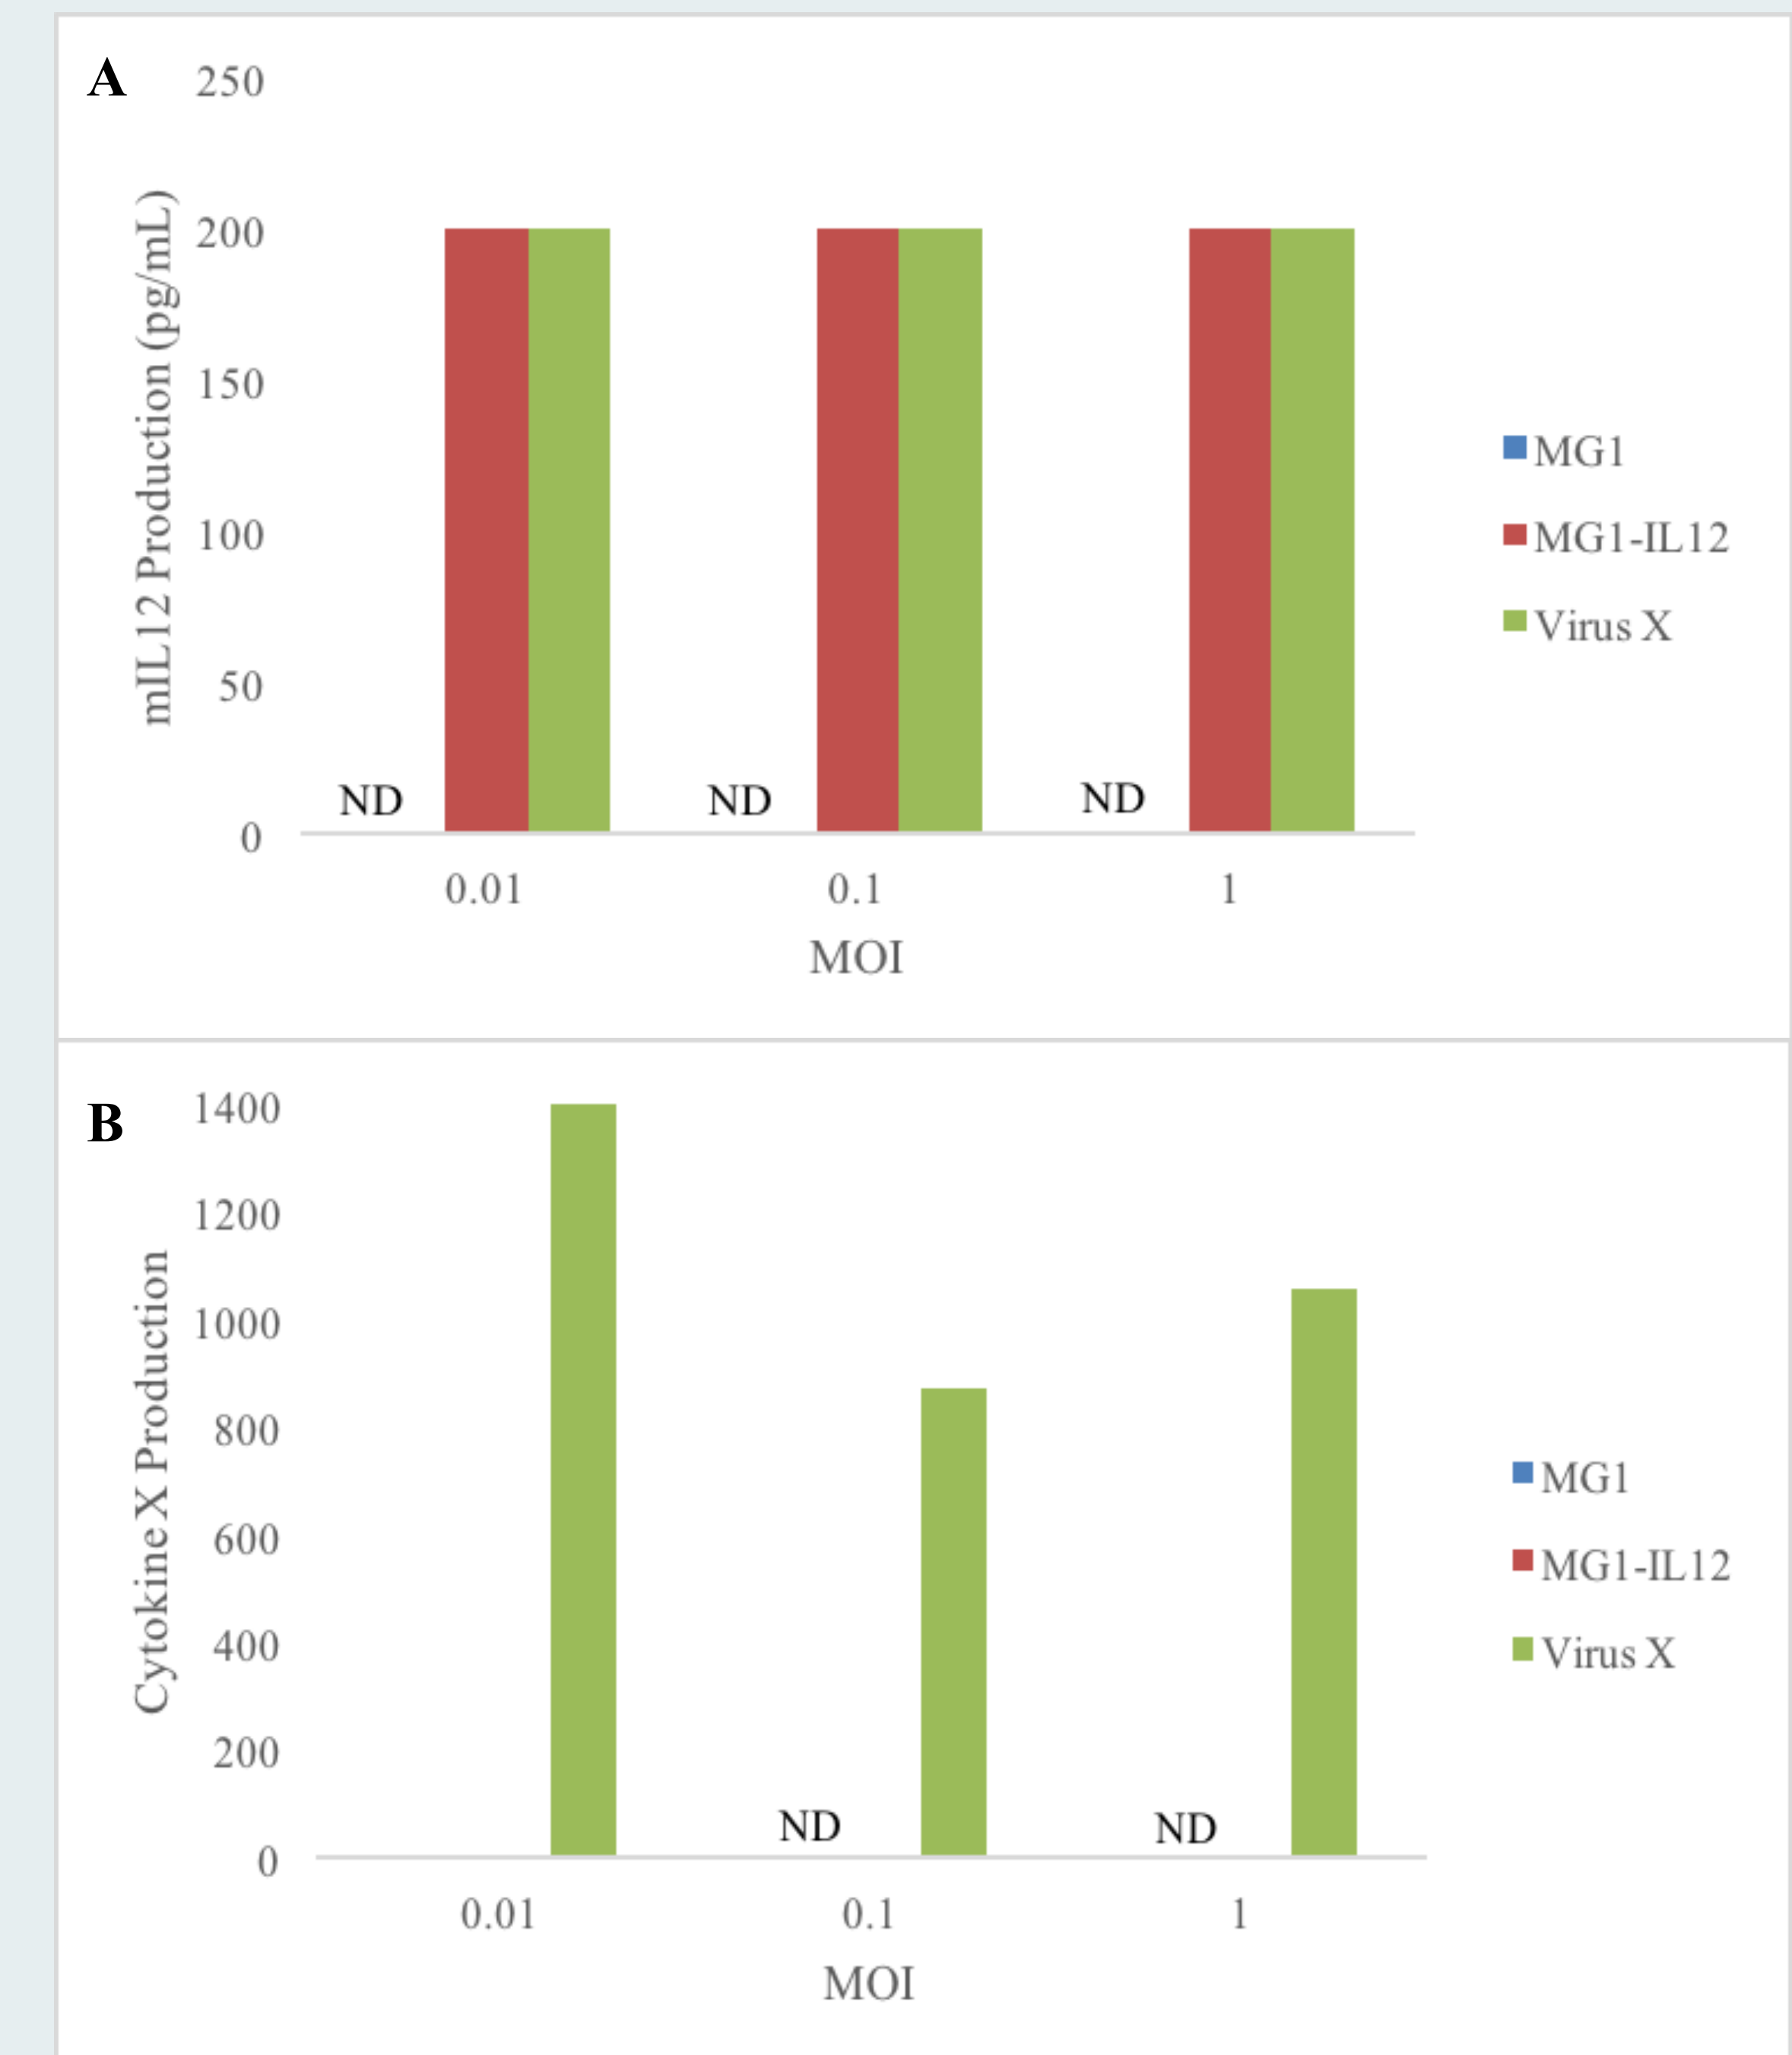 A
250
200
150
100
50
0
mIL12 Production (pg/mL)
ND
ND
ND
0.01
0.1
1
MOI
MG1
MG1-IL12
Virus X
B
1400
1200
1000
800
600
400
200
0
Cytokine X Production
ND
ND
0.01
0.1
1
MOI
MG1
MG1-IL12
Virus X